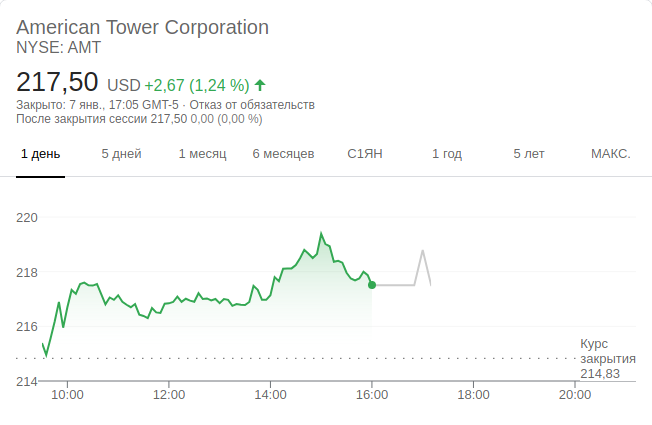 American Tower Corporation
NYSE: AMT
217,50 USD +2,67 (1,24 %)
Закрыто: 7 янв., 17:05 GMT-5 · Отказ от обязательств
После закрытия сессии 217,50 0,00 (0,00 %)
1 день 5 дней 1 месяц 6 месяцев С1ЯН 1 год 5 лет МАКС.
220
218
216
214
Курс
закрытия
214,83
10:00 12:00 14:00 16:00 18:00 20:00